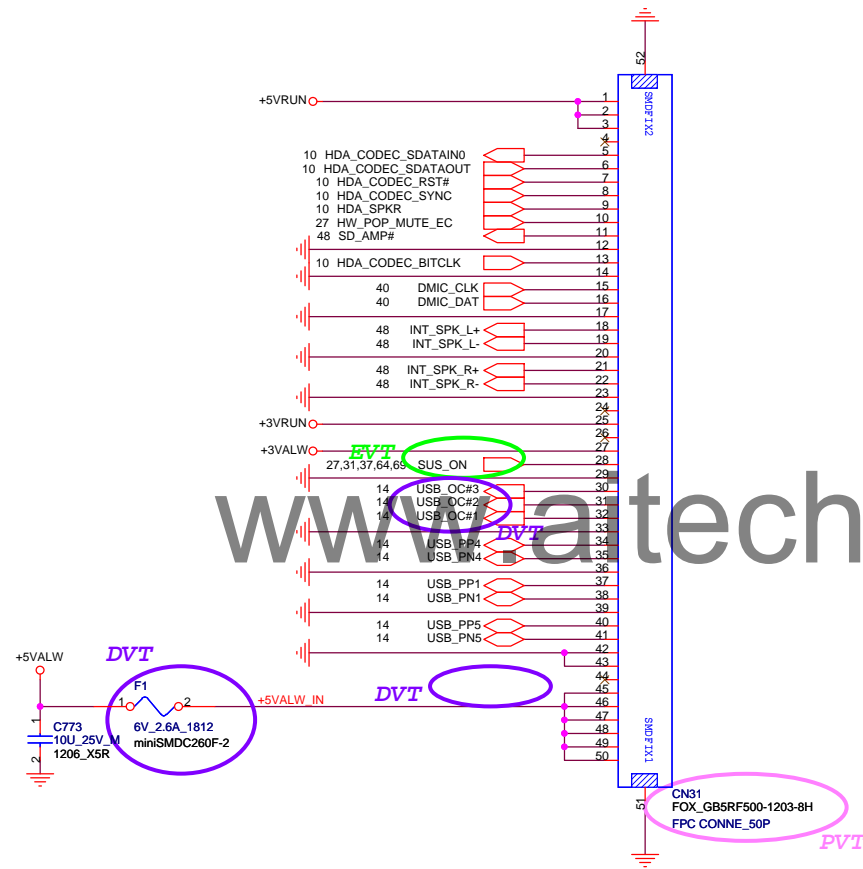 52
SMDFIX2
+5VRUN
1
2
3
4
10 HDA_CODEC_SDATAIN0 5
10 HDA_CODEC_SDATAOUT 6
10 HDA_CODEC_RST# 7
10 HDA_CODEC_SYNC 8
10 HDA_SPKR 9
27 HW_POP_MUTE_EC 10
48 SD_AMP# 11
12
10 HDA_CODEC_BITCLK 13
14
40 DMIC_CLK 15
40 DMIC_DAT 16
17
48 INT_SPK_L+ 18
48 INT_SPK_L- 19
20
48 INT_SPK_R+ 21
48 INT_SPK_R- 22
23
24
+3VRUN 25
26
+3VALW 27
EVT
27,31,37,64,69 SUS_ON 28
29
14 USB_OC#3 30
14 USB_OC#2 31
14 USB_OC#1 32
DVT
33
14 USB_PP4 34
14 USB_PN4 35
www.aitech
36
14 USB_PP1 37
14 USB_PN1 38
39
14 USB_PP5 40
14 USB_PN5 41
42
43
44
45
46
47
48
49
50
SMDFIX1
51
+5VALW
DVT
DVT
F1
1 2
+5VALW_IN
6V_2.6A_1812
miniSMDC260F-2
1
C773
10U_25V_M
1206_X5R
2
CN31
FOX_GB5RF500-1203-8H
FPC CONNE_50P
PVT